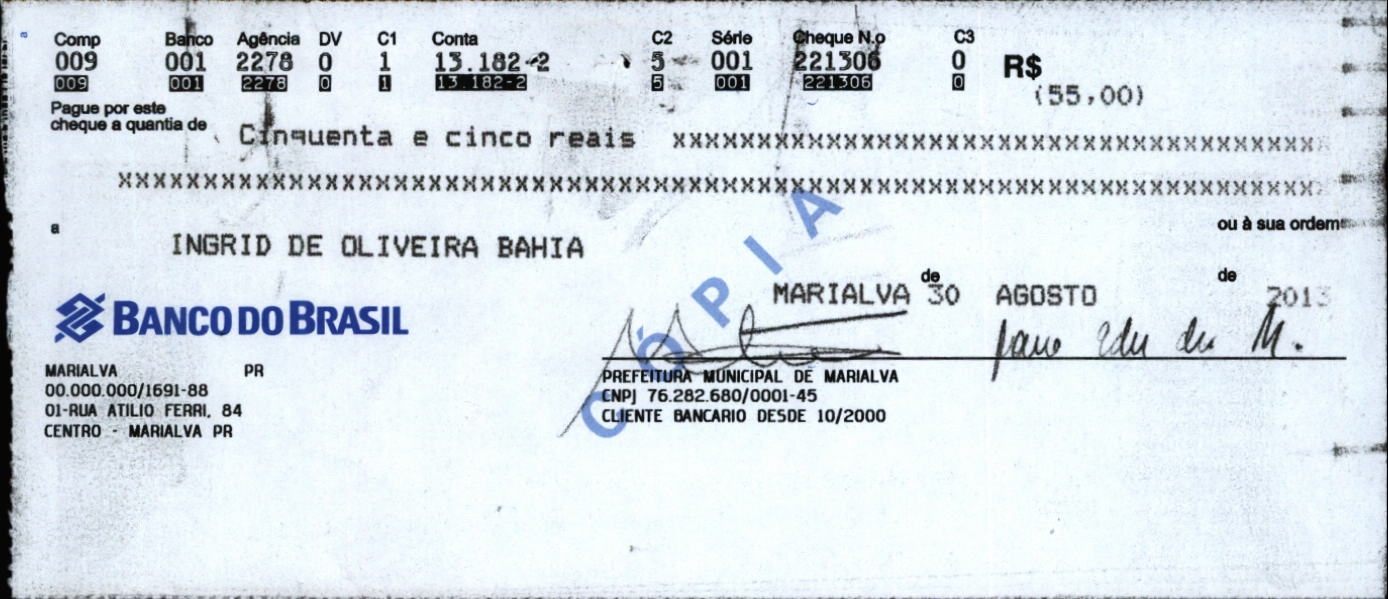 Comp Banco Agência DV C1 Conta C2 Série Cheque N.o C3
009 001 2278 0 1 13.182-2 5 001 221306 0 R$
009 001 2278 0 1 13.182-2 5 001 221306 0
(55,00)
Pague por este
cheque a quantia de Cinquenta e cinco reais xxxxxxxxxxxxxxxxxxxxxxxxxxxxxxxxxxxxxx
xxxxxxxxxxxxxxxxxxxxxxxxxxxxxxxxxxxxxxxxxxxxxxxxxxxxxxxxxxxxxxxxxxxxxx
a INGRID DE OLIVEIRA BAHIA ou à sua ordem
MARIALVA de 30 AGOSTO de 2013
CÓPIA
BANCO DO BRASIL
MARIALVA PR
00.000.000/1691-88
01-RUA ATILIO FERRI, 84
CENTRO - MARIALVA PR
PREFEITURA MUNICIPAL DE MARIALVA
CNPJ 76.282.680/0001-45
CLIENTE BANCARIO DESDE 10/2000